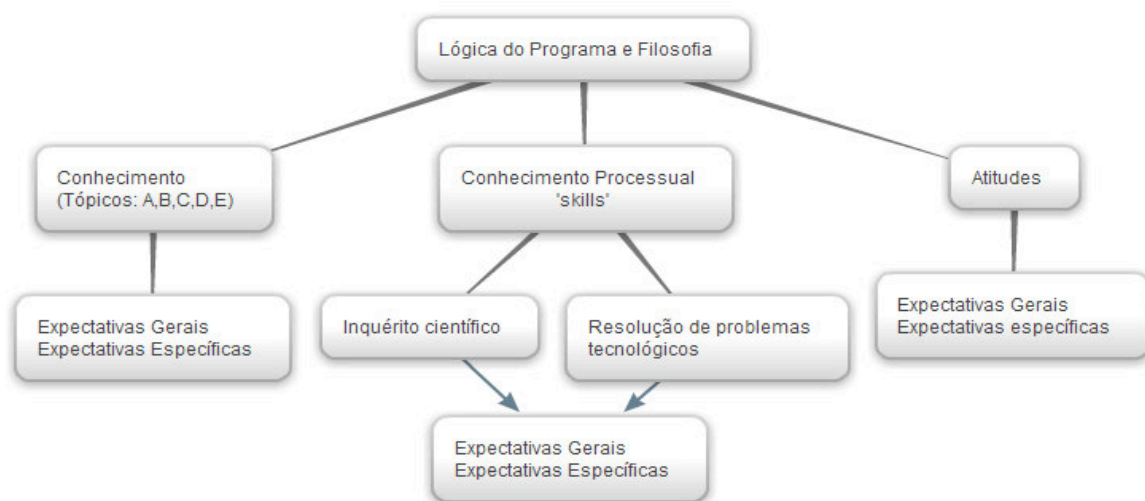 Lógica do Programa e Filosofia
Conhecimento
(Tópicos: A,B,C,D,E)
Conhecimento Processual
'skills'
Atitudes
Expectativas Gerais
Expectativas Específicas
Inquérito científico
Resolução de problemas
tecnológicos
Expectativas Gerais
Expectativas específicas
Expectativas Gerais
Expectativas Específicas